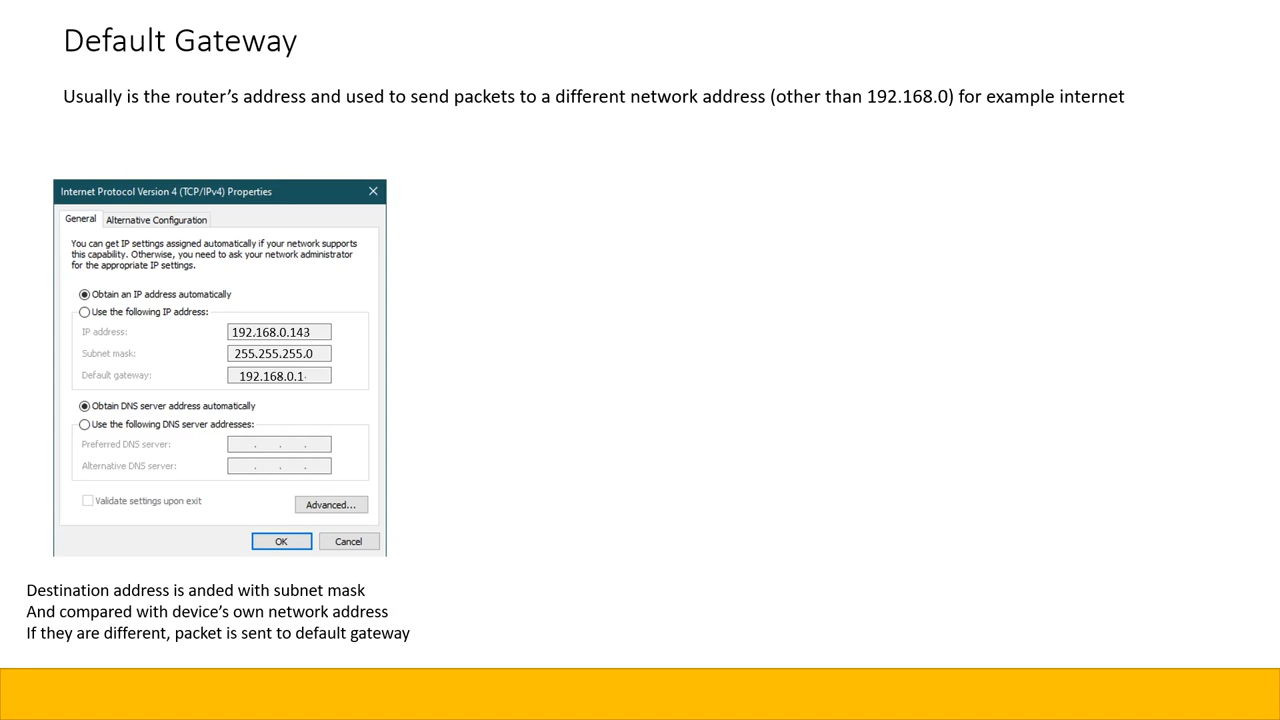 Default Gateway
Usually is the router's address and used to send packets to a different network address (other than 192.168.0) for example internet
Internet Protocol Version 4 (TCP/IPv4) Properties
General
Alternative Configuration
You can get IP settings assigned automatically if your network supports
this capability. Otherwise, you need to ask your network administrator
for the appropriate IP settings.
Obtain an IP address automatically
Use the following IP address:
IP address: 192.168.0.143
Subnet mask: 255.255.255.0
Default gateway: 192.168.0.1
Obtain DNS server address automatically
Use the following DNS server addresses:
Preferred DNS server: . . .
Alternative DNS server: . . .
Validate settings upon exit
Advanced...
OK
Cancel
Destination address is anded with subnet mask
And compared with device's own network address
If they are different, packet is sent to default gateway